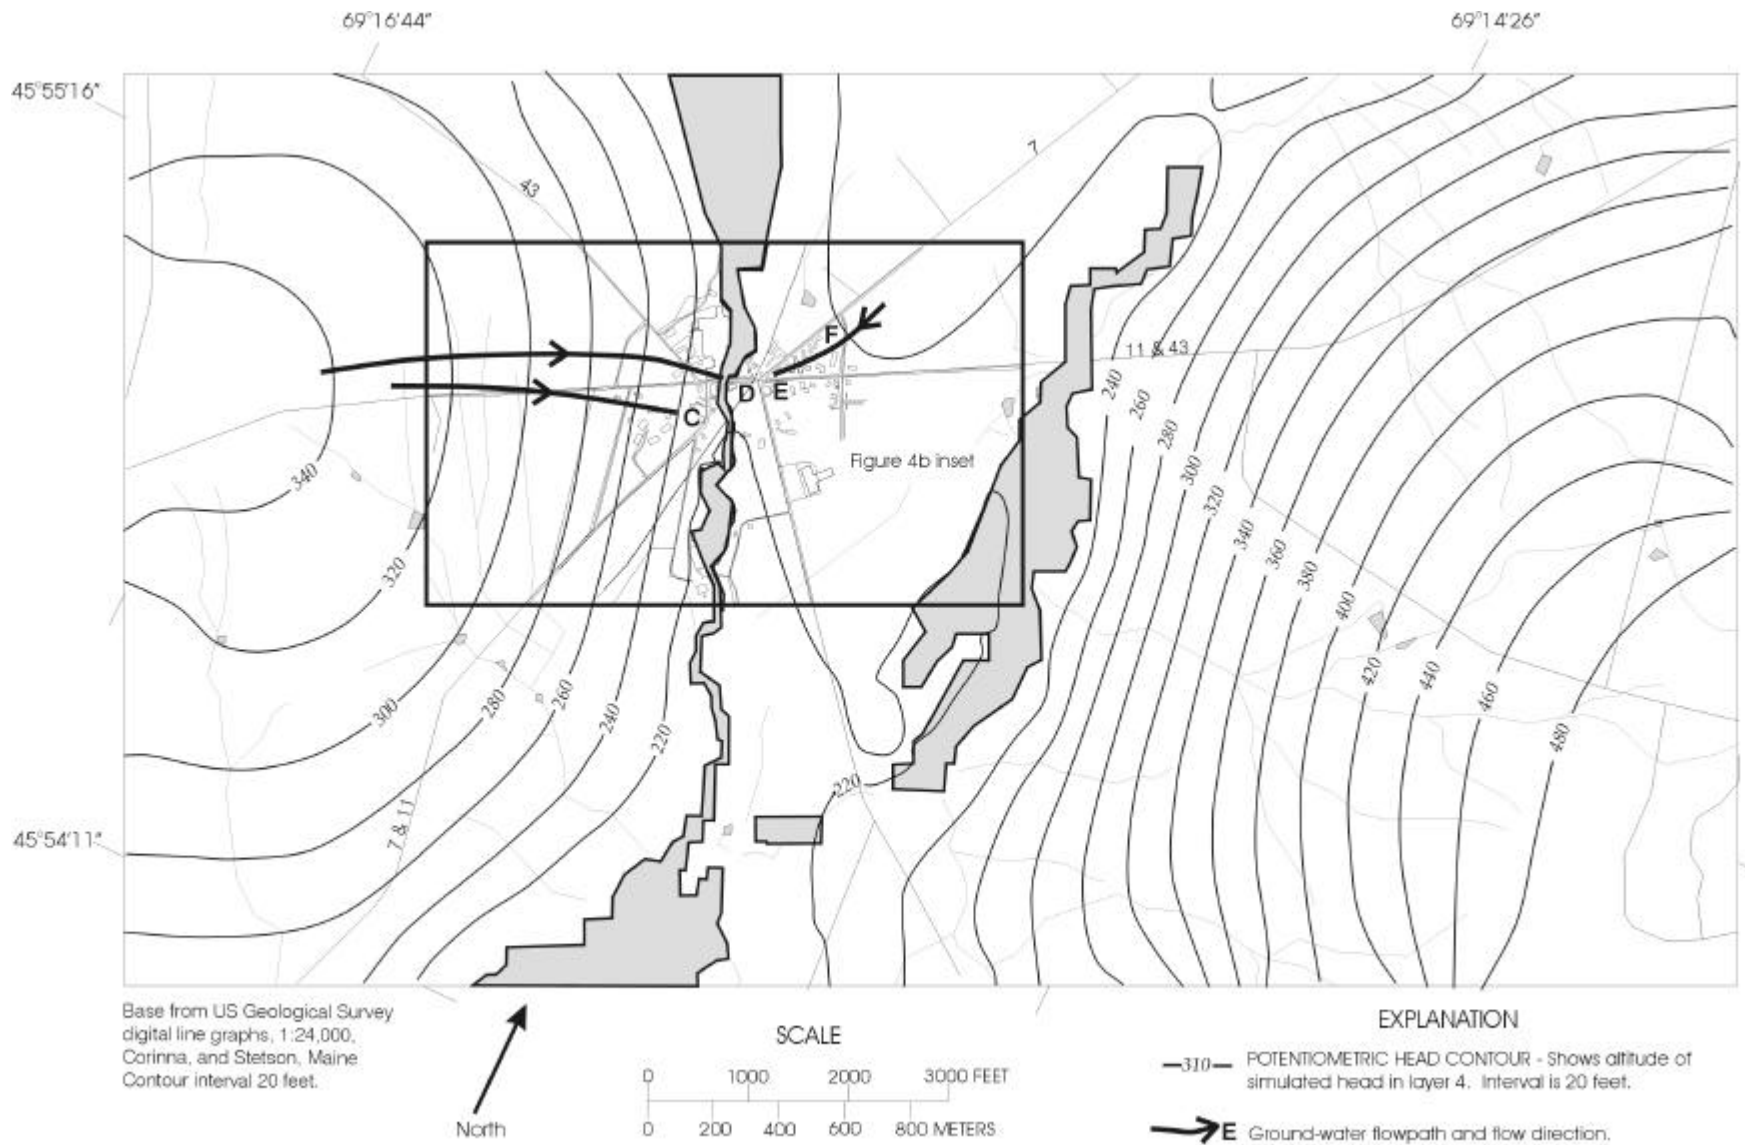 69°16'44"
69°14'26"
45°55'16"
7
43
11 & 43
F
D E
C
240
260
280
300
320
340
360
380
400
420
440
460
480
Figure 4b inset
340
320
300
280
260
240
220
220
7 & 11
45°54'11"
Base from US Geological Survey
digital line graphs, 1:24,000,
Corinna, and Stetson, Maine
Contour interval 20 feet.
North
SCALE
0 1000 2000 3000 FEET
0 200 400 600 800 METERS
EXPLANATION
310 POTENTIOMETRIC HEAD CONTOUR - Shows altitude of
simulated head in layer 4. Interval is 20 feet.
E Ground-water flowpath and flow direction.